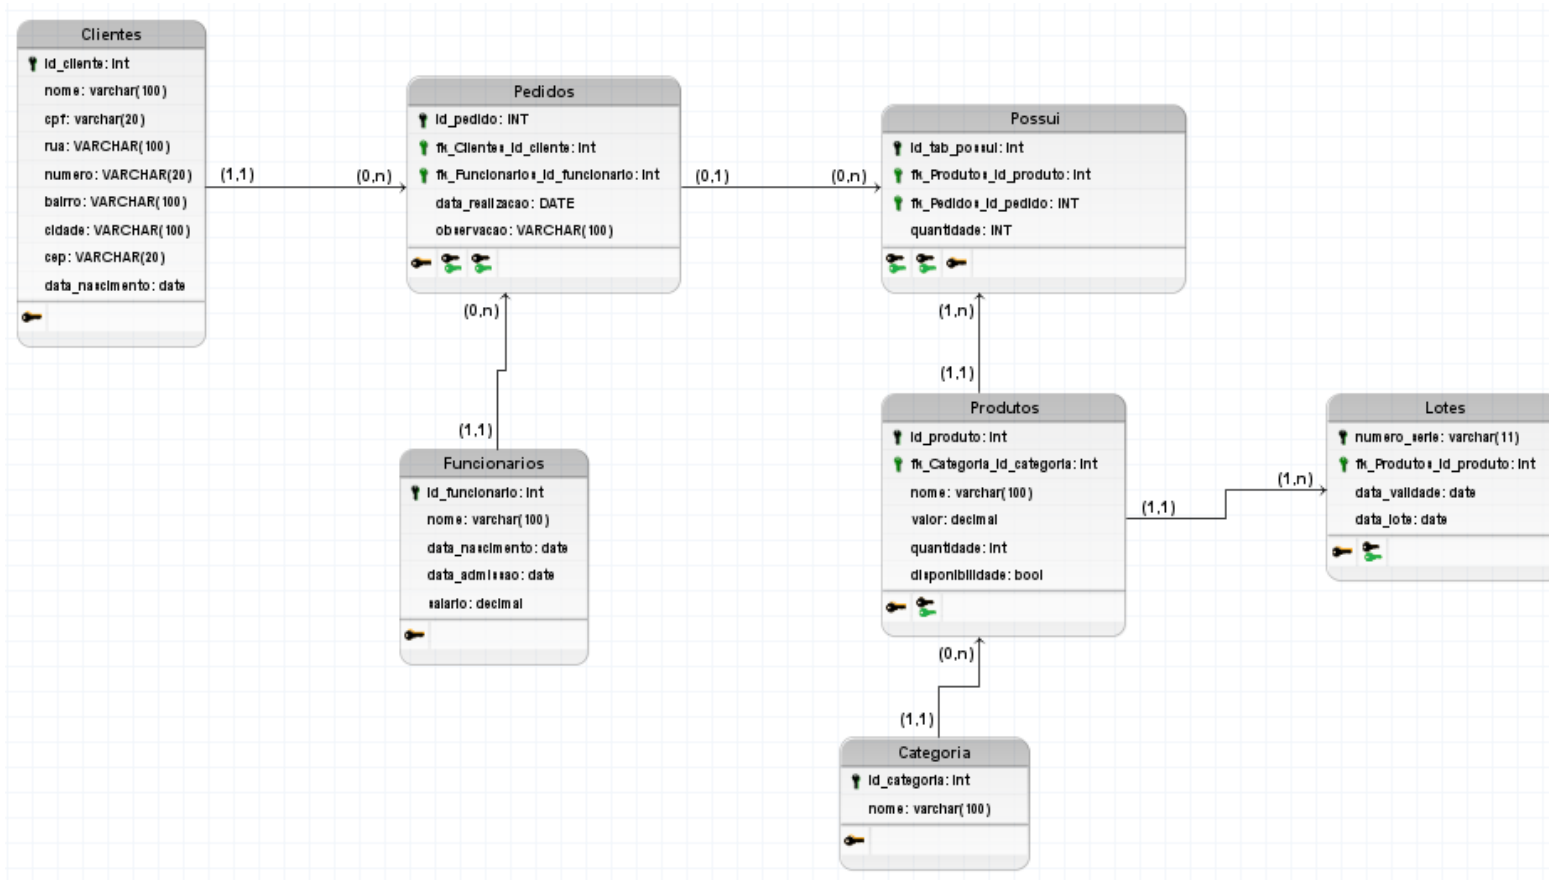 Clientes
id_cliente: int
nome: varchar(100)
cpf: varchar(20)
rua: VARCHAR(100)
numero: VARCHAR(20)
bairro: VARCHAR(100)
cidade: VARCHAR(100)
cep: VARCHAR(20)
data_nascimento: date
(1,1)
(0,n)
Pedidos
id_pedido: INT
fk_Clientes_id_cliente: int
fk_Funcionarios_id_funcionario: int
data_realizacao: DATE
observacao: VARCHAR(100)
(0,1)
(0,n)
Possui
id_tab_possui: int
fk_Produtos_id_produto: int
fk_Pedidos_id_pedido: INT
quantidade: INT
(0,n)
(1,1)
Funcionarios
id_funcionario: int
nome: varchar(100)
data_nascimento: date
data_admissao: date
salario: decimal
(1,n)
(1,1)
Produtos
id_produto: int
fk_Categoria_id_categoria: int
nome: varchar(100)
valor: decimal
quantidade: int
disponibilidade: bool
(1,1)
(1,n)
Lotes
numero_serie: varchar(11)
fk_Produtos_id_produto: int
data_validade: date
data_lote: date
(0,n)
(1,1)
Categoria
id_categoria: int
nome: varchar(100)